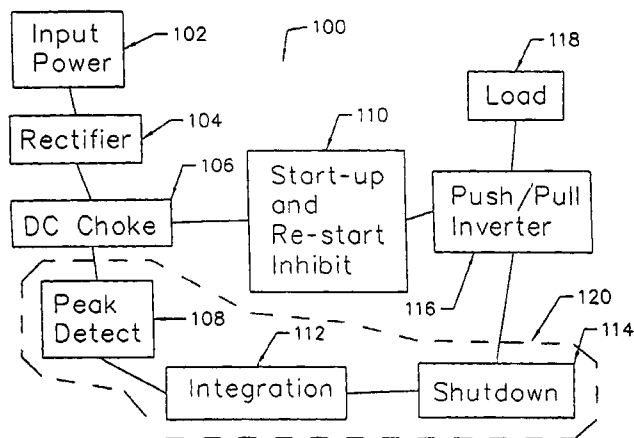 Input
Power
102
100
118
Load
Rectifier
104
110
106
DC Choke
Start-up
and
Re-start
Inhibit
Push/Pull
Inverter
116
120
Peak
Detect
108
112
114
Integration
Shutdown